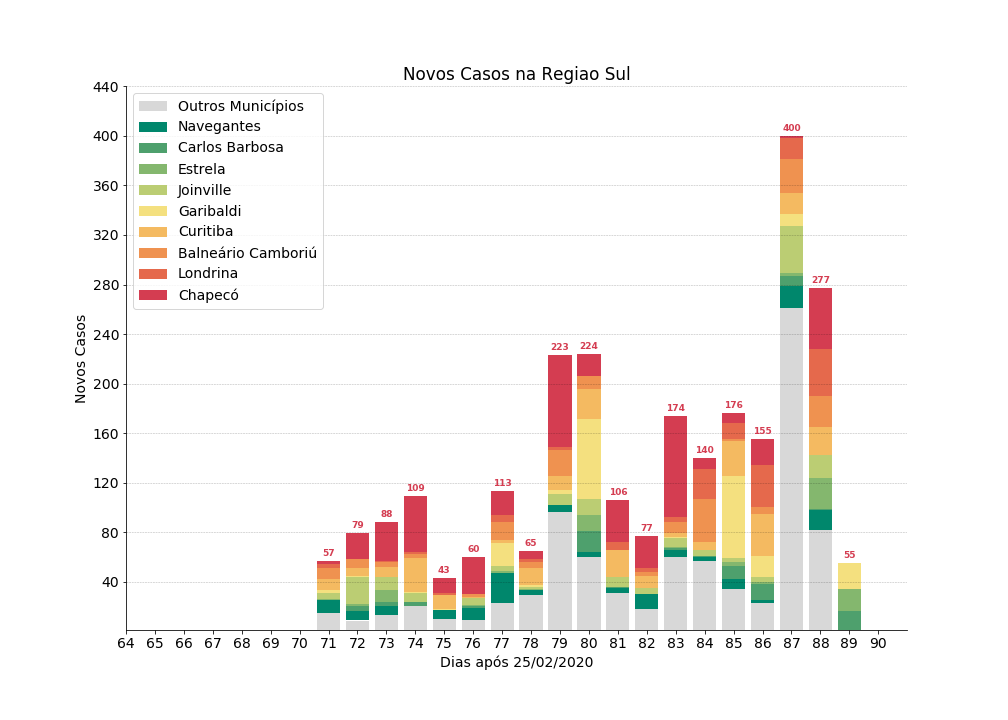 Novos Casos na Regiao Sul
Outros Municípios
Navegantes
Carlos Barbosa
Estrela
Joinville
Garibaldi
Curitiba
Balneário Camboriú
Londrina
Chapecó
Novos Casos
440
400
360
320
280
240
200
160
120
80
40
57
79
88
109
43
60
113
65
223
224
106
77
174
140
176
155
400
277
55
64 65 66 67 68 69 70 71 72 73 74 75 76 77 78 79 80 81 82 83 84 85 86 87 88 89 90
Dias após 25/02/2020